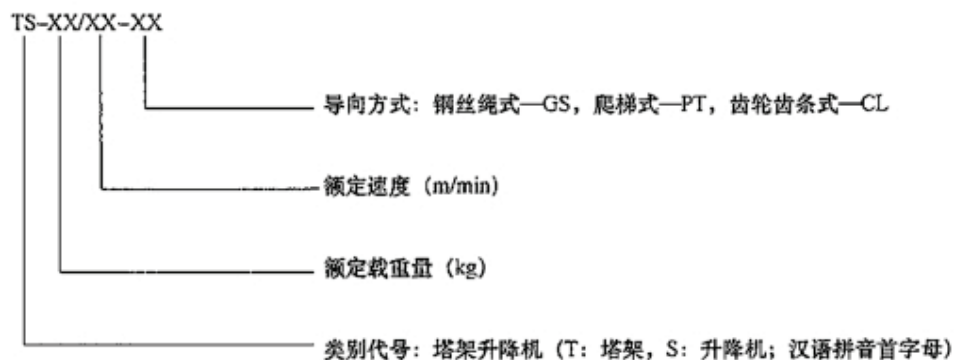 TS-XX/XX-XX
导向方式：钢丝绳式—GS，爬梯式—PT，齿轮齿条式—CL
额定速度（m/min）
额定载重量（kg）
类别代号：塔架升降机（T：塔架，S：升降机；汉语拼音首字母）